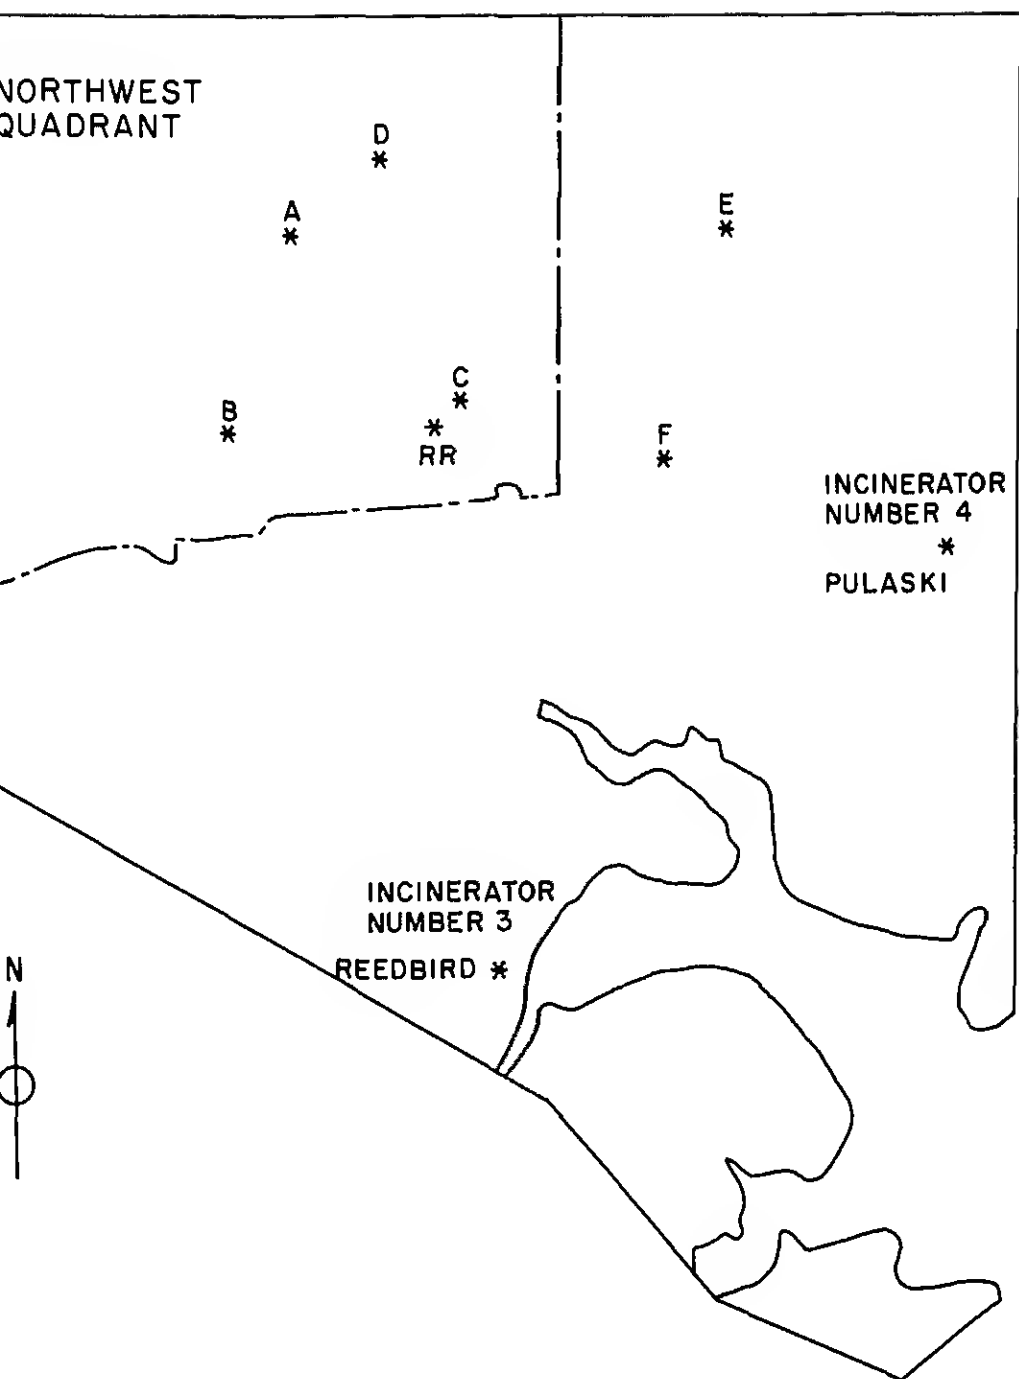 NORTHWEST
QUADRANT
D
A
E
C
B
RR
F
INCINERATOR
NUMBER 4
PULASKI
INCINERATOR
NUMBER 3
REEDBIRD
N